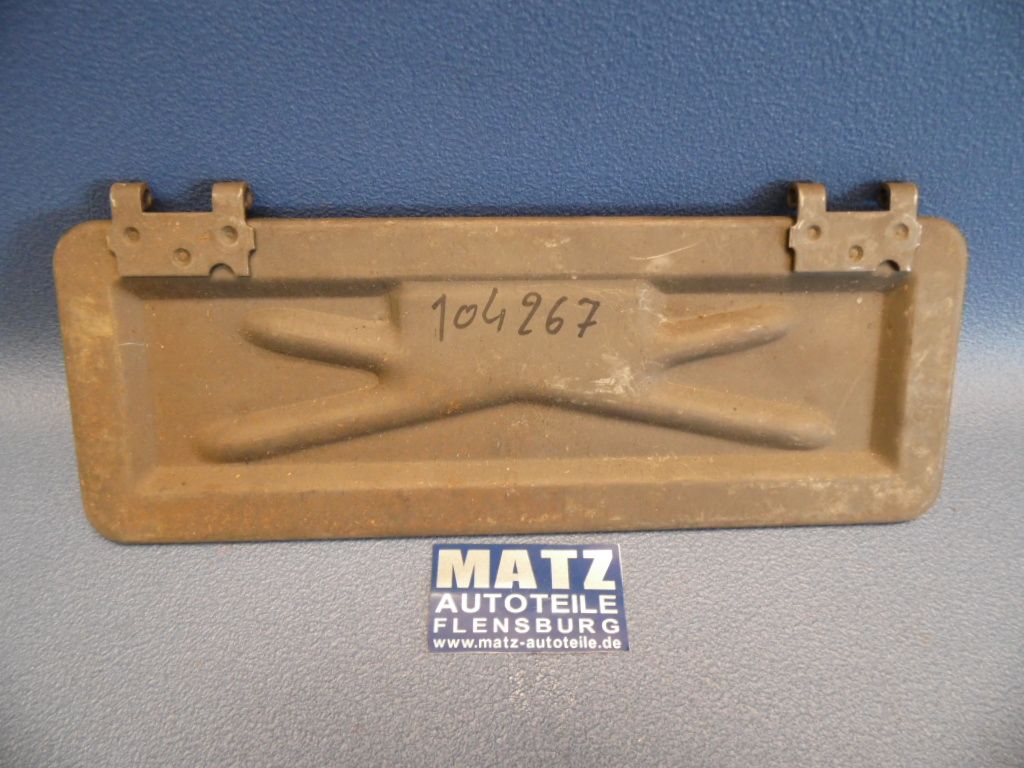 104267
MATZ
AUTOTEILE
FLENSBURG
www.matz-autoteile.de